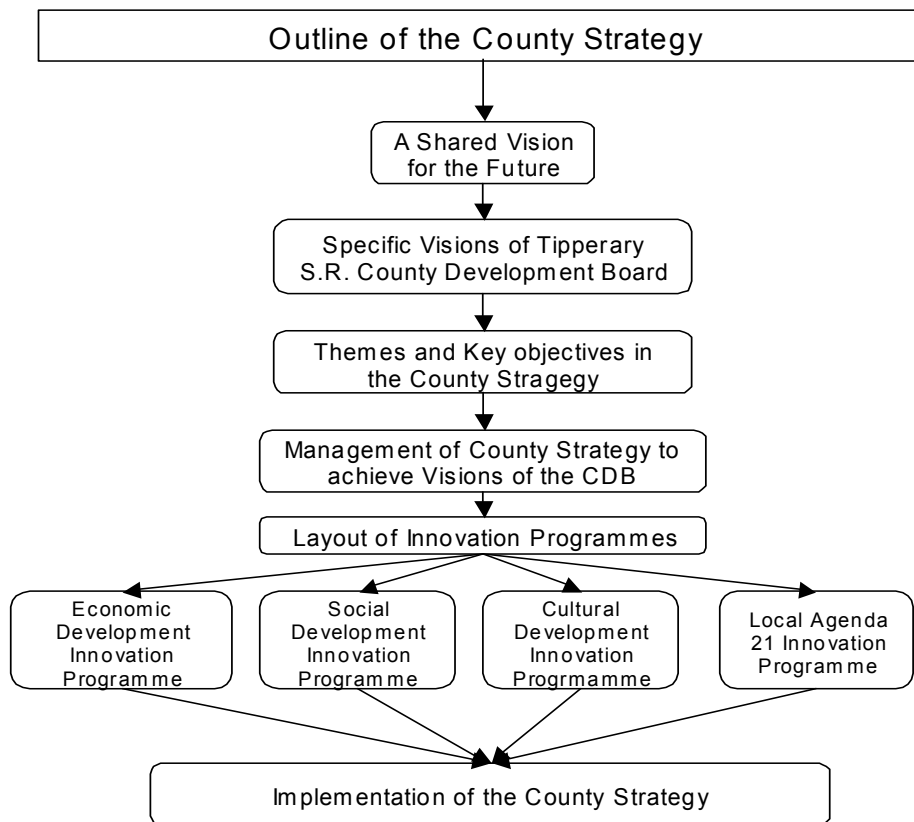 Outline of the County Strategy
A Shared Vision
for the Future
Specific Visions of Tipperary
S.R. County Development Board
Themes and Key objectives in
the County Stragegy
Management of County Strategy to
achieve Visions of the CDB
Layout of Innovation Programmes
Economic
Development
Innovation
Programme
Social
Development
Innovation
Programme
Cultural
Development
Innovation
Progrmamme
Local Agenda
21 Innovation
Programme
Implementation of the County Strategy